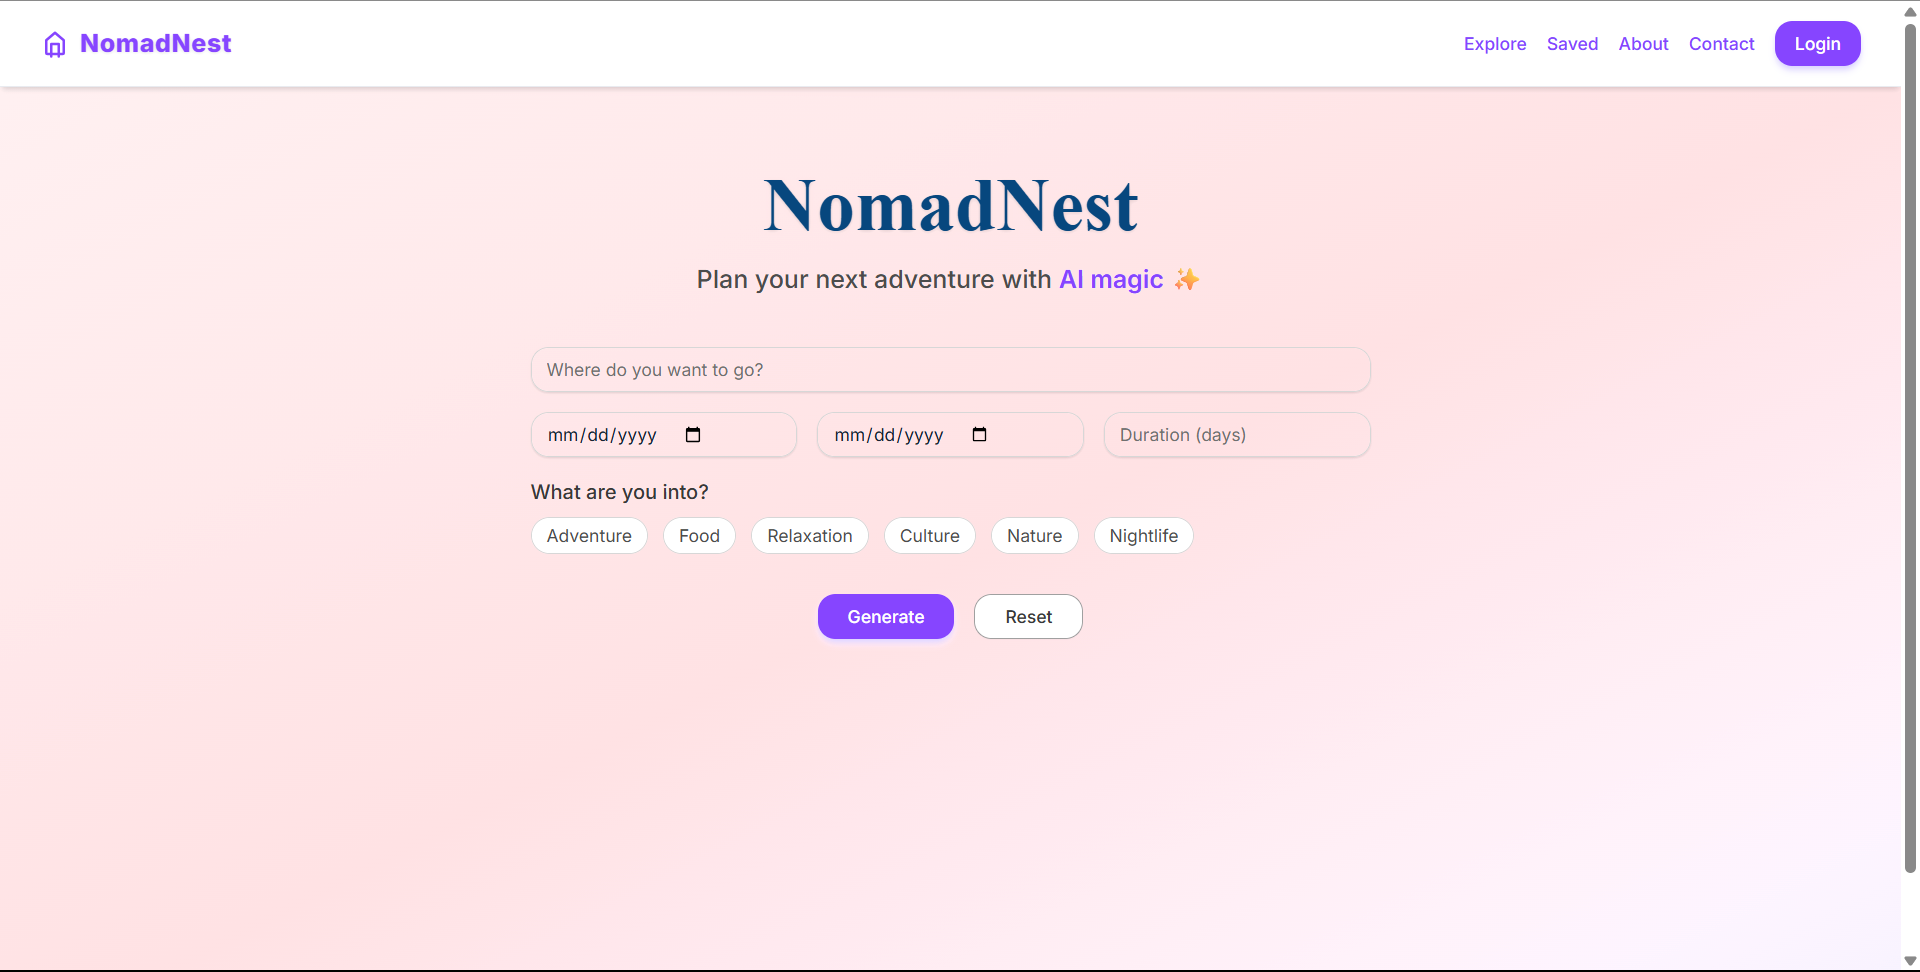 NomadNest
Explore Saved About Contact Login
NomadNest
Plan your next adventure with AI magic ✨
Where do you want to go?
mm/dd/yyyy mm/dd/yyyy Duration (days)
What are you into?
Adventure Food Relaxation Culture Nature Nightlife
Generate Reset